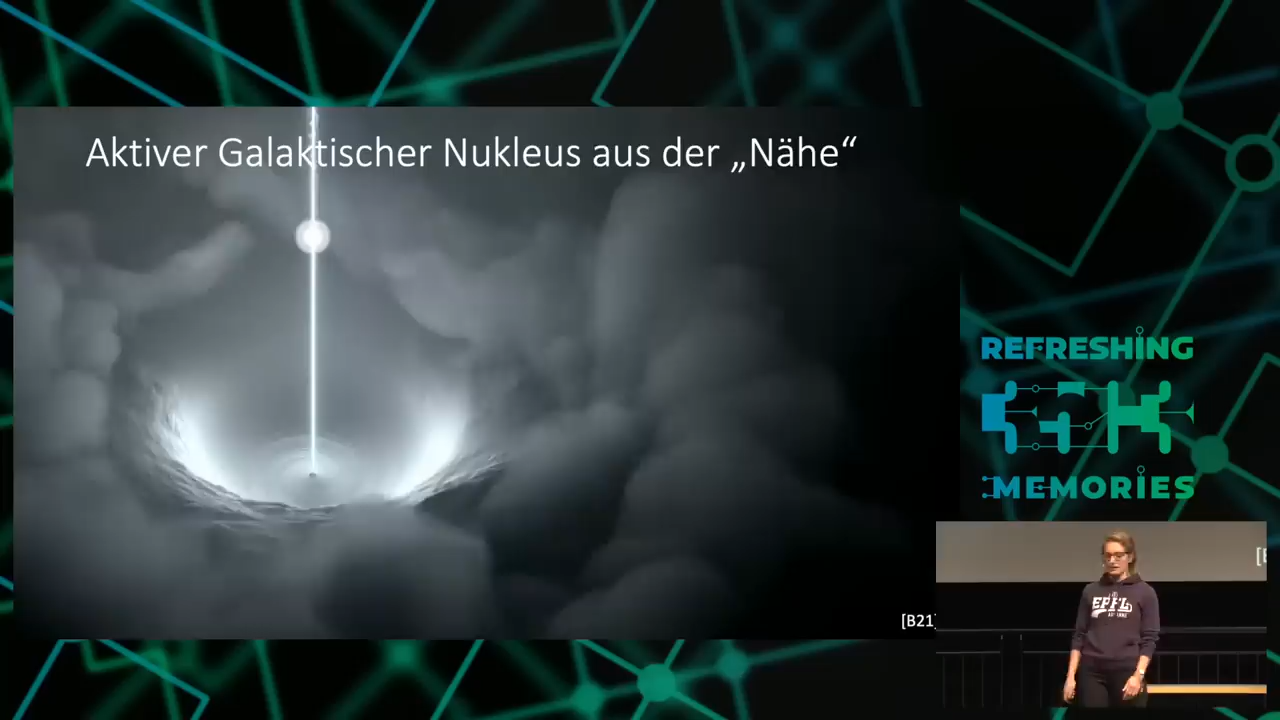 Aktiver Galaktischer Nukleus aus der „Nähe“
REFRESHING
MEMORIES
[B21]
EPFL